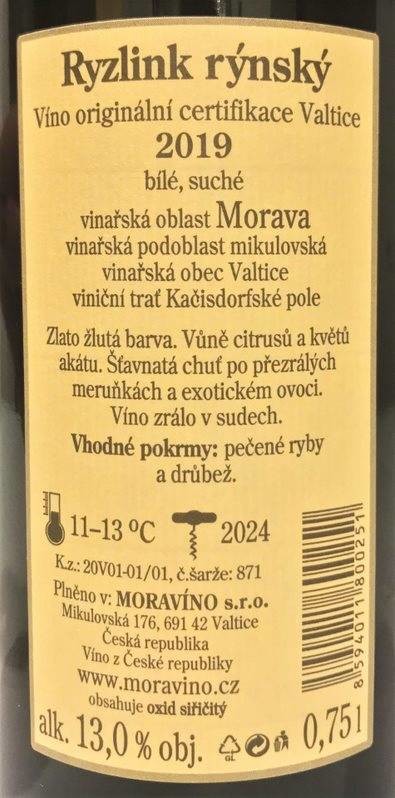 Ryzlink rýnský
Víno originální certifikace Valtice
2019
bílé, suché
vinařská oblast Morava
vinařská podoblast mikulovská
vinařská obec Valtice
viniční trať Kačisdorfské pole
Zlato žlutá barva. Vůně citrusů a květů
akátu. Šťavnatá chuť po přezrálých
meruňkách a exotickém ovoci.
Víno zrálo v sudech.
Vhodné pokrmy: pečené ryby
a drůbež.
11–13 ºC 2024
K.z.: 20V01-01/01, č.šarže: 871
Plněno v: MORAVÍNO s.r.o.
Mikulovská 176, 691 42 Valtice
Česká republika
Víno z České republiky
www.moravino.cz
obsahuje oxid siřičitý
alk. 13,0 % obj. GL 0,75 l
8594011800251